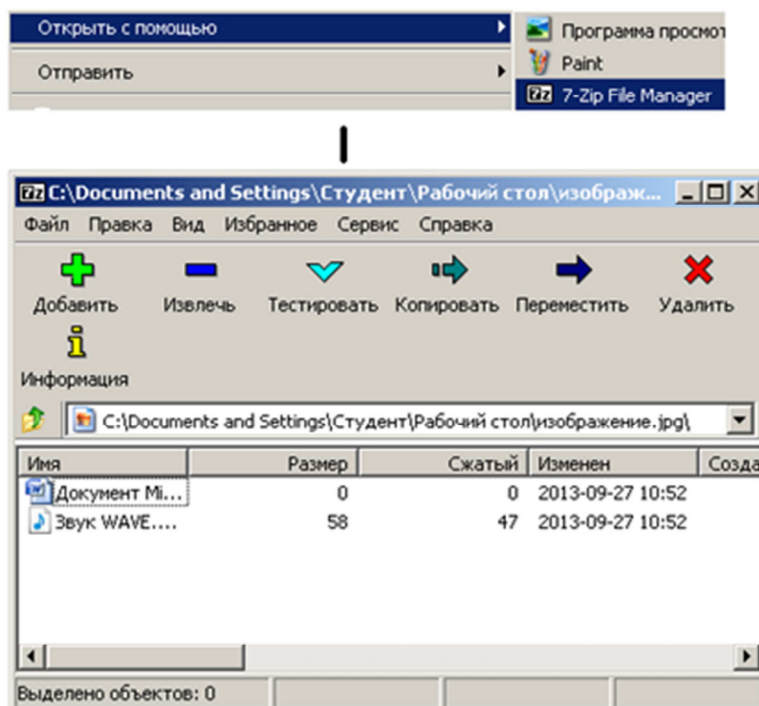 Открыть с помощью
Программа просмот
Отправить
Paint
7-Zip File Manager
C:\Documents and Settings\Студент\Рабочий стол\изображ...
Файл Правка Вид Избранное Сервис Справка
Добавить Извлечь Тестировать Копировать Переместить Удалить
Информация
C:\Documents and Settings\Студент\Рабочий стол\изображение.jpg\
Имя Размер Сжатый Изменен Созда
Документ Mi... 0 0 2013-09-27 10:52
Звук WAVE.... 58 47 2013-09-27 10:52
Выделено объектов: 0